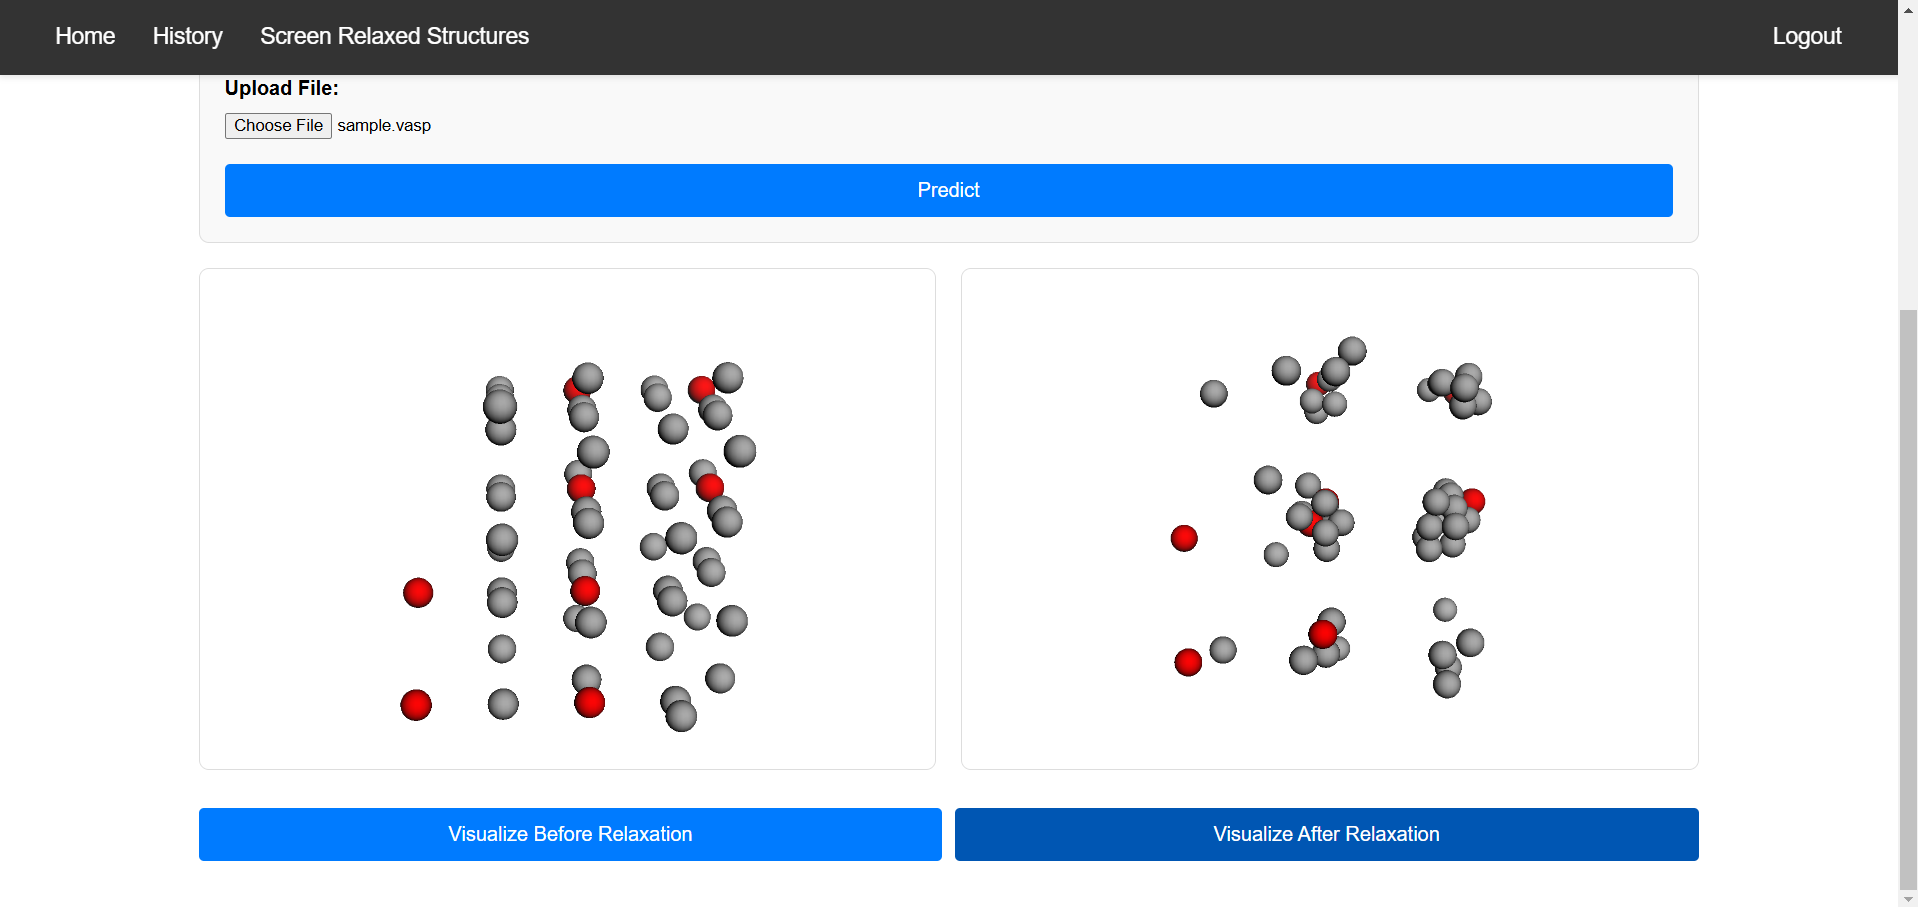 Home History Screen Relaxed Structures Logout
Upload File:
Choose File sample.vasp
Predict
Visualize Before Relaxation Visualize After Relaxation